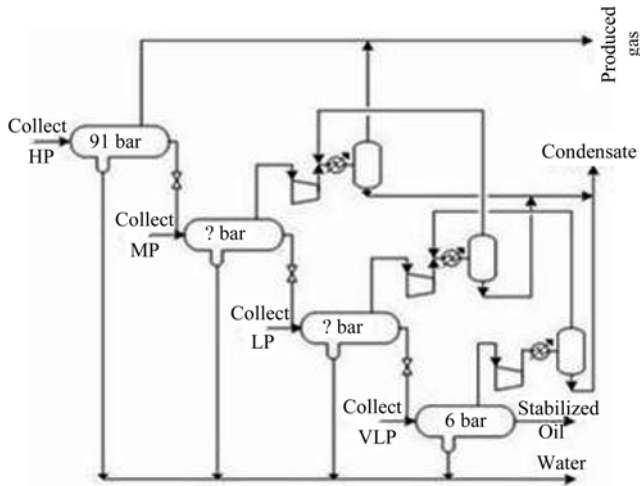 Produced
gas
Collect
HP
91 bar
Condensate
Collect
MP
? bar
Collect
LP
? bar
Collect
VLP
6 bar
Stabilized
Oil
Water